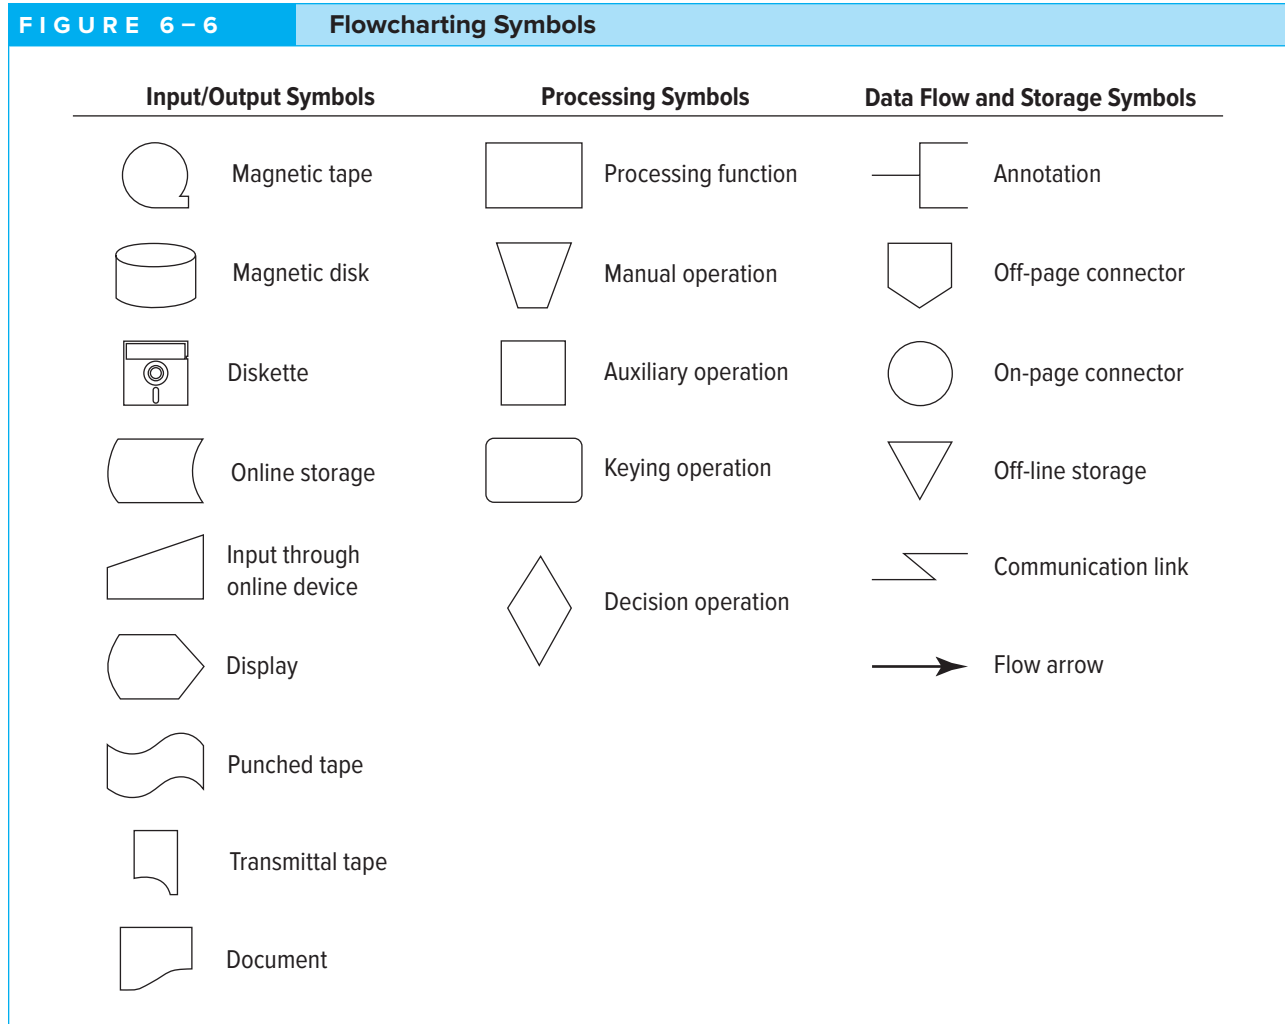 FIGURE 6–6 Flowcharting Symbols
Input/Output Symbols
Magnetic tape
Magnetic disk
Diskette
Online storage
Input through
online device
Display
Punched tape
Transmittal tape
Document
Processing Symbols
Processing function
Manual operation
Auxiliary operation
Keying operation
Decision operation
Data Flow and Storage Symbols
Annotation
Off-page connector
On-page connector
Off-line storage
Communication link
Flow arrow